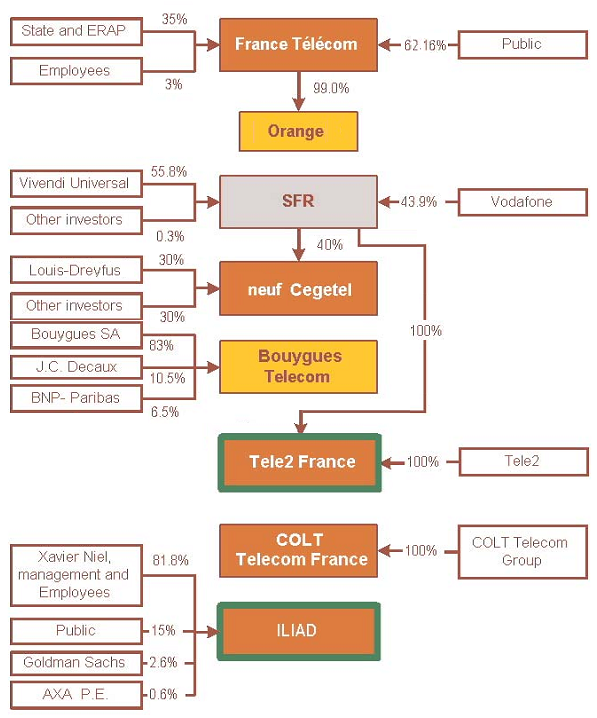 35%
State and ERAP
France Télécom
62.16%
Public
Employees
3%
99.0%
Orange
55.8%
Vivendi Universal
SFR
43.9%
Vodafone
Other investors
0.3%
40%
30%
Louis-Dreyfus
neuf Cegetel
Other investors
30%
100%
Bouygues SA
83%
Bouygues
Telecom
J.C. Decaux
10.5%
BNP- Paribas
6.5%
Tele2 France
100%
Tele2
COLT
Telecom France
100%
COLT Telecom
Group
Xavier Niel,
management and
Employees
81.8%
Public
15%
ILIAD
Goldman Sachs
2.6%
AXA P.E.
0.6%